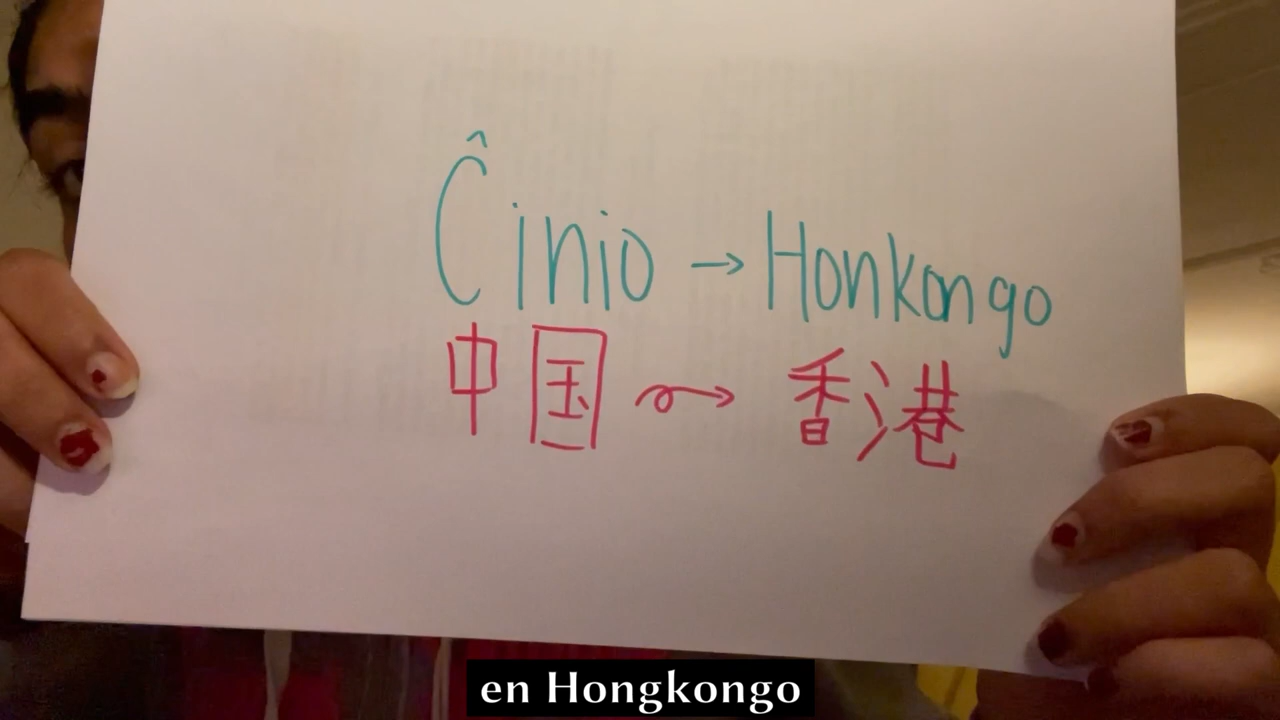 Ĉinio → Honkongo
中国 → 香港
en Hongkongo